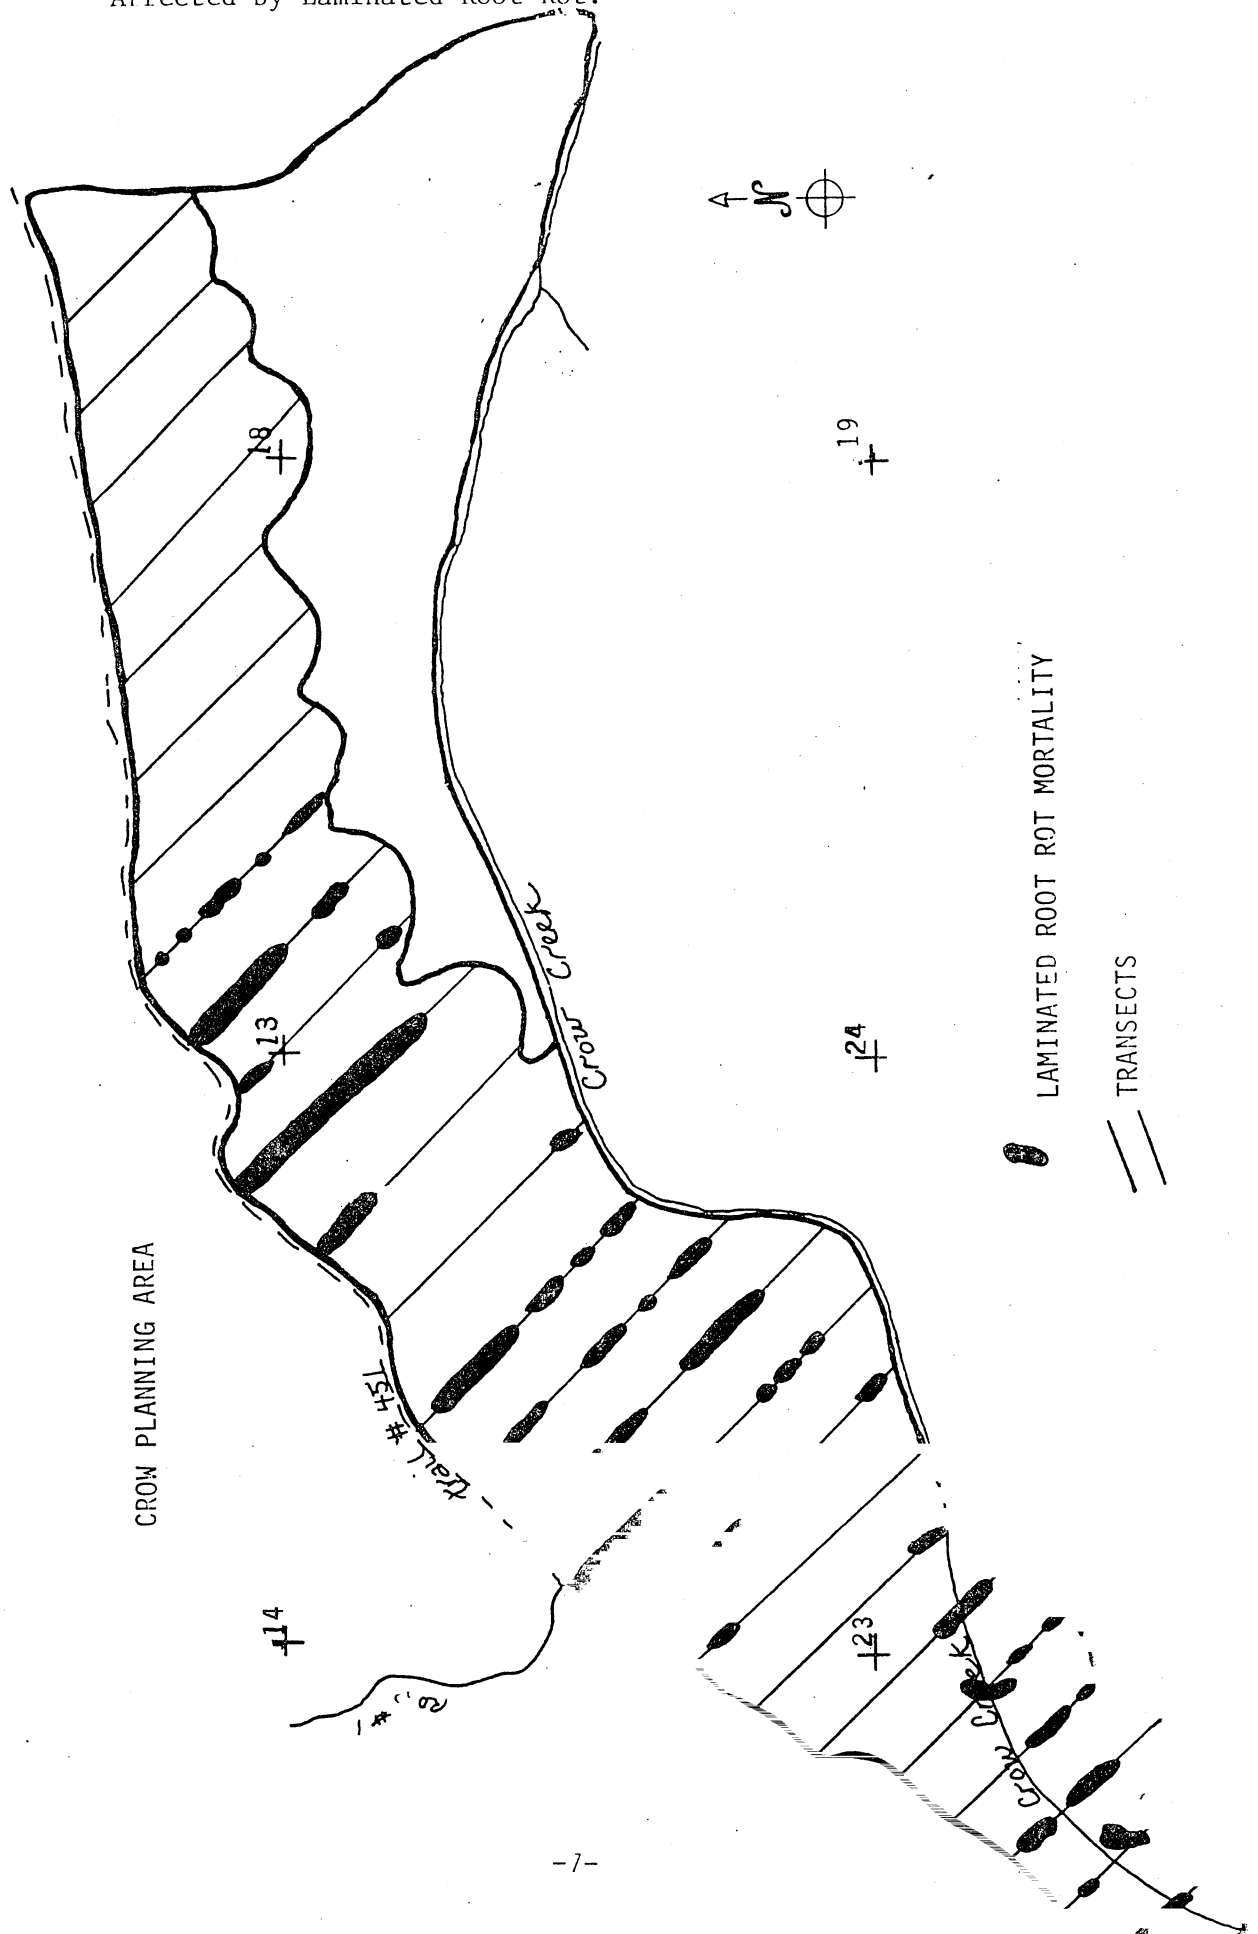 Affected by Laminated Root Rot.
N
18
19
13
24
Crow Creek
LAMINATED ROOT ROT MORTALITY
TRANSECTS
CROW PLANNING AREA
trail # 451
14
23
Crow
-7-